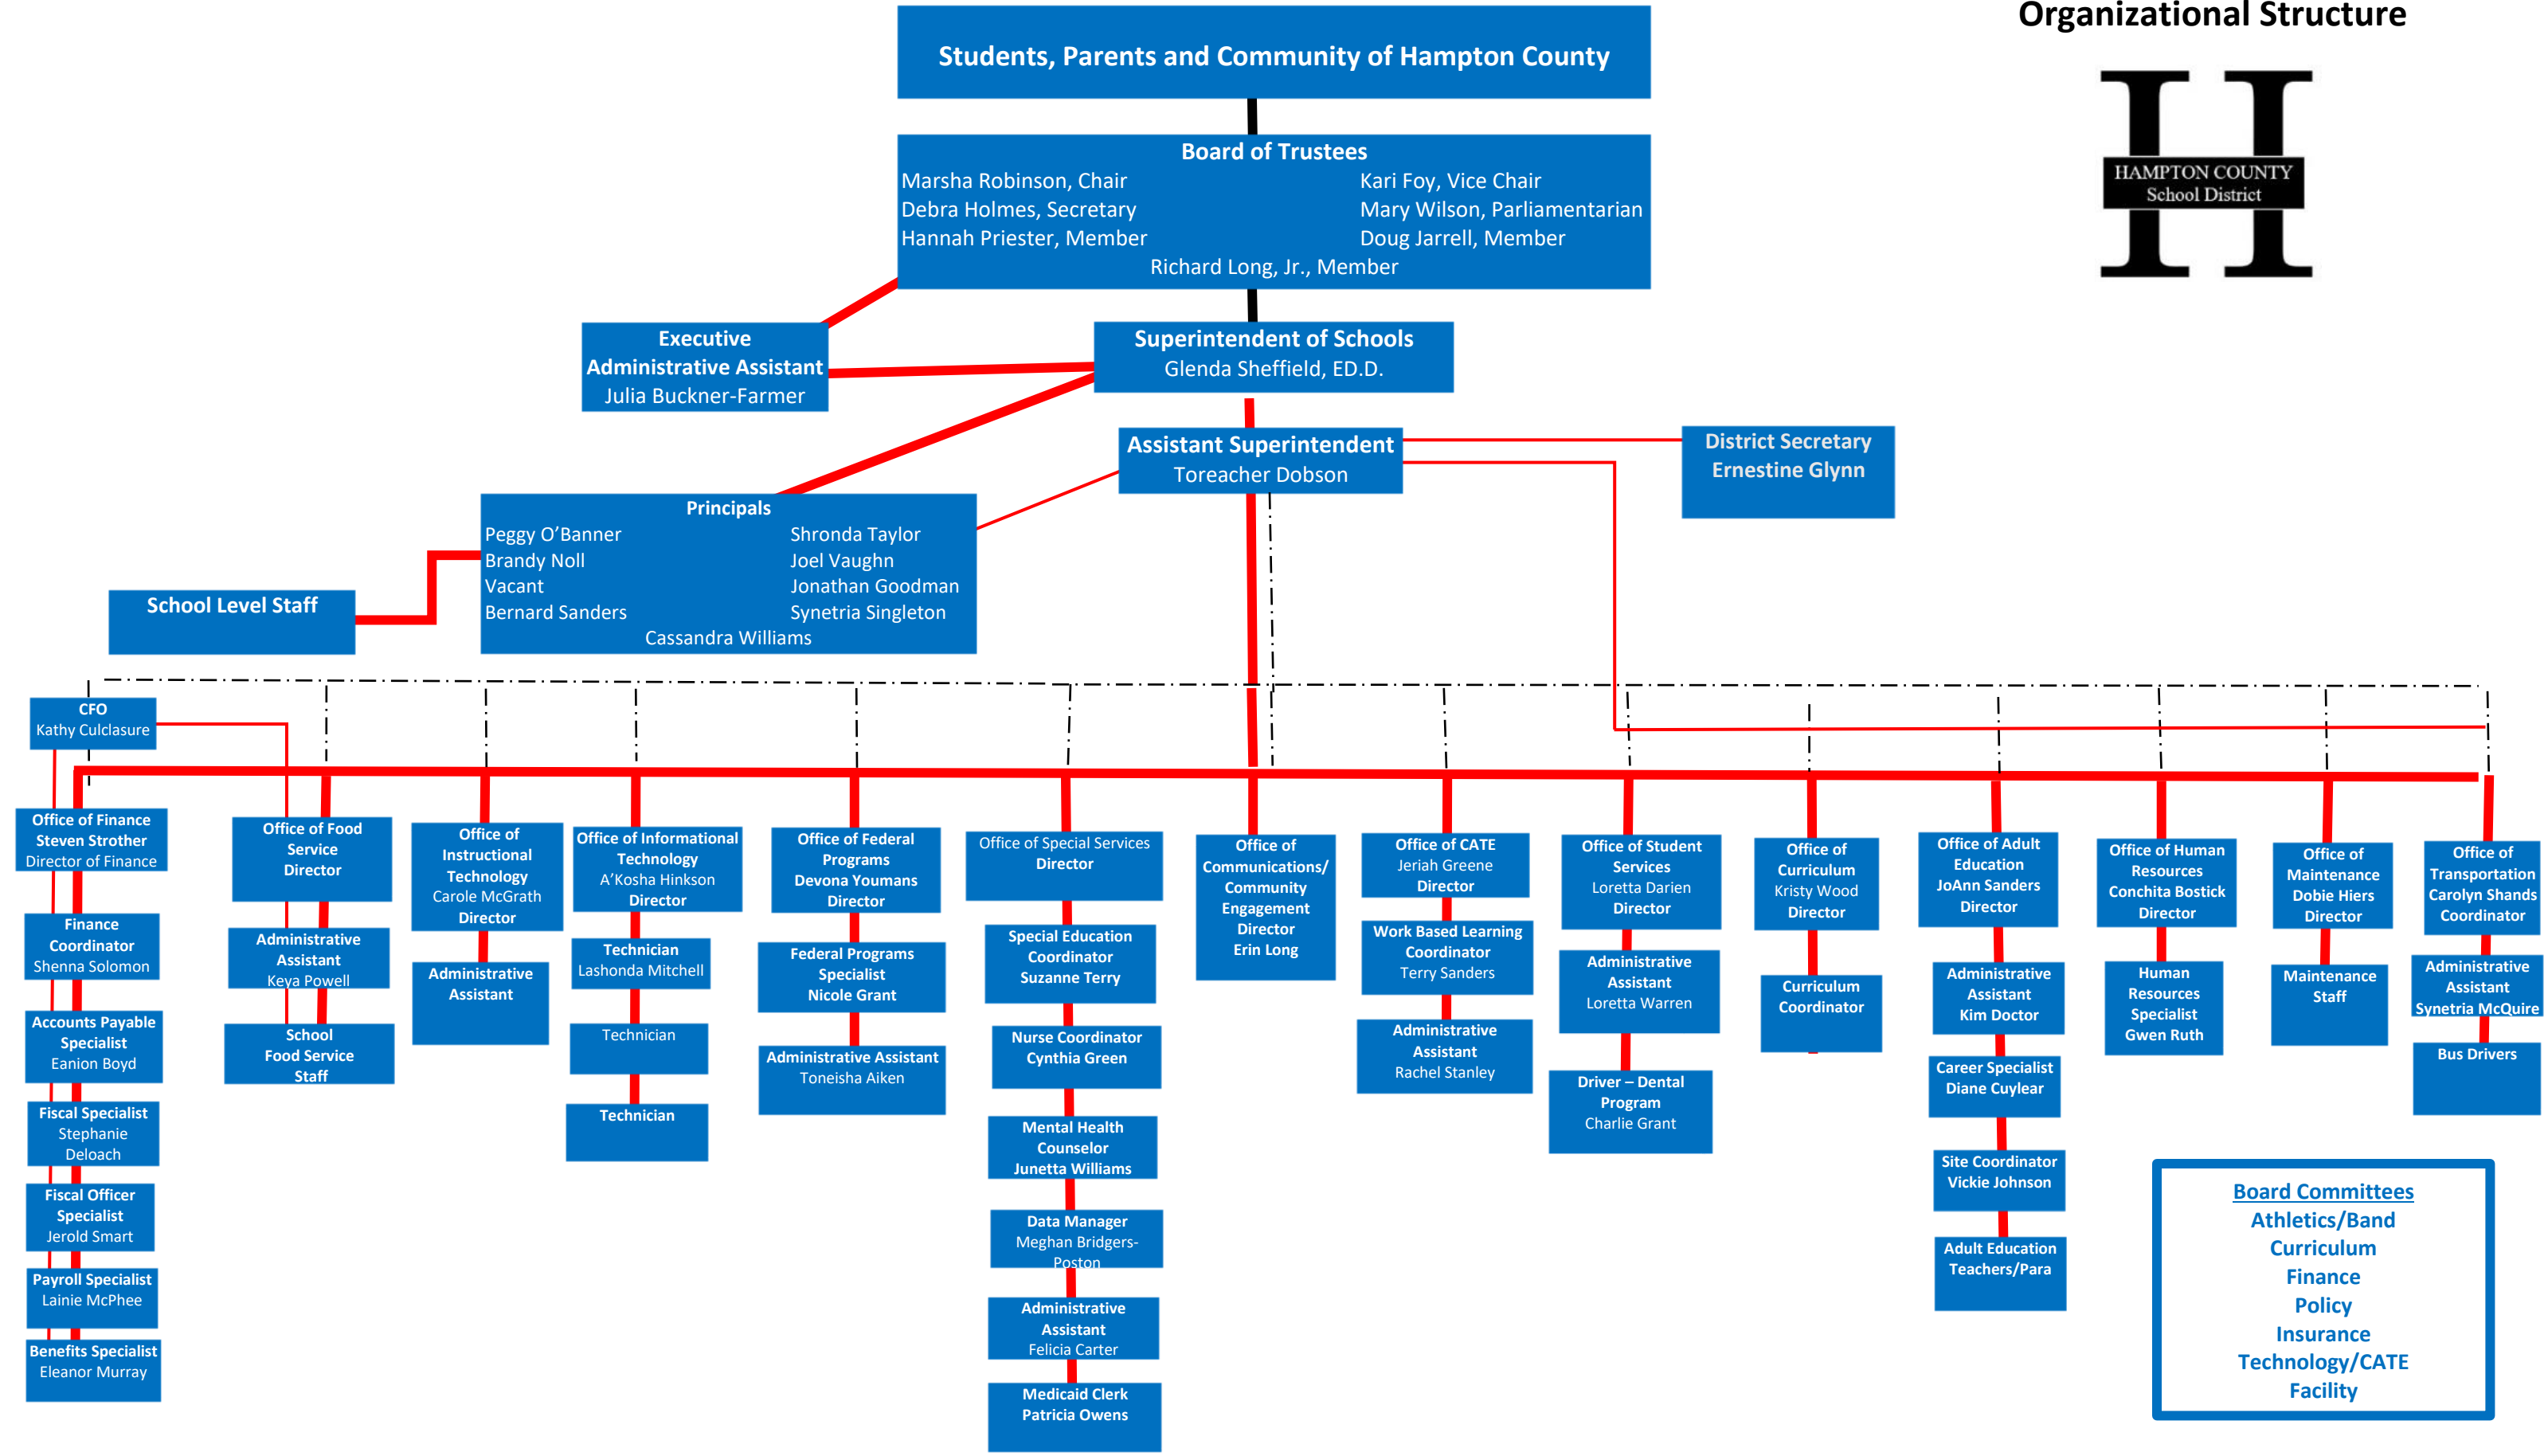 Organizational Structure
HAMPTON COUNTY
School District
Students, Parents and Community of Hampton County
Board of Trustees
Marsha Robinson, Chair
Kari Foy, Vice Chair
Debra Holmes, Secretary
Mary Wilson, Parliamentarian
Hannah Priester, Member
Doug Jarrell, Member
Richard Long, Jr., Member
Executive
Administrative Assistant
Julia Buckner-Farmer
Superintendent of Schools
Glenda Sheffield, ED.D.
Assistant Superintendent
Toreacher Dobson
District Secretary
Ernestine Glynn
Principals
Peggy O’Banner
Shronda Taylor
Brandy Noll
Joel Vaughn
Vacant
Jonathan Goodman
Bernard Sanders
Synetria Singleton
Cassandra Williams
School Level Staff
CFO
Kathy Culclasure
Office of Finance
Steven Strother
Director of Finance
Finance
Coordinator
Shenna Solomon
Accounts Payable
Specialist
Eanion Boyd
Fiscal Specialist
Stephanie
Deloach
Fiscal Officer
Specialist
Jerold Smart
Payroll Specialist
Lainie McPhee
Benefits Specialist
Eleanor Murray
Office of Food
Service
Director
Administrative
Assistant
Keya Powell
School
Food Service
Staff
Office of
Instructional
Technology
Carole McGrath
Director
Administrative
Assistant
Office of Informational
Technology
A’Kosha Hinkson
Director
Technician
Lashonda Mitchell
Technician
Technician
Office of Federal
Programs
Devona Youmans
Director
Federal Programs
Specialist
Nicole Grant
Administrative Assistant
Toneisha Aiken
Office of Special Services
Director
Special Education
Coordinator
Suzanne Terry
Nurse Coordinator
Cynthia Green
Mental Health
Counselor
Junetta Williams
Data Manager
Meghan Bridgers-
Poston
Administrative
Assistant
Felicia Carter
Medicaid Clerk
Patricia Owens
Office of
Communications/
Community
Engagement
Director
Erin Long
Office of CATE
Jeriah Greene
Director
Work Based Learning
Coordinator
Terry Sanders
Administrative
Assistant
Rachel Stanley
Office of Student
Services
Loretta Darien
Director
Administrative
Assistant
Loretta Warren
Driver – Dental
Program
Charlie Grant
Office of
Curriculum
Kristy Wood
Director
Curriculum
Coordinator
Office of Adult
Education
JoAnn Sanders
Director
Administrative
Assistant
Kim Doctor
Career Specialist
Diane Cuylear
Site Coordinator
Vickie Johnson
Adult Education
Teachers/Para
Office of Human
Resources
Conchita Bostick
Director
Human
Resources
Specialist
Gwen Ruth
Office of
Maintenance
Dobie Hiers
Director
Maintenance
Staff
Office of
Transportation
Carolyn Shands
Coordinator
Administrative
Assistant
Synetria McQuire
Bus Drivers
Board Committees
Athletics/Band
Curriculum
Finance
Policy
Insurance
Technology/CATE
Facility